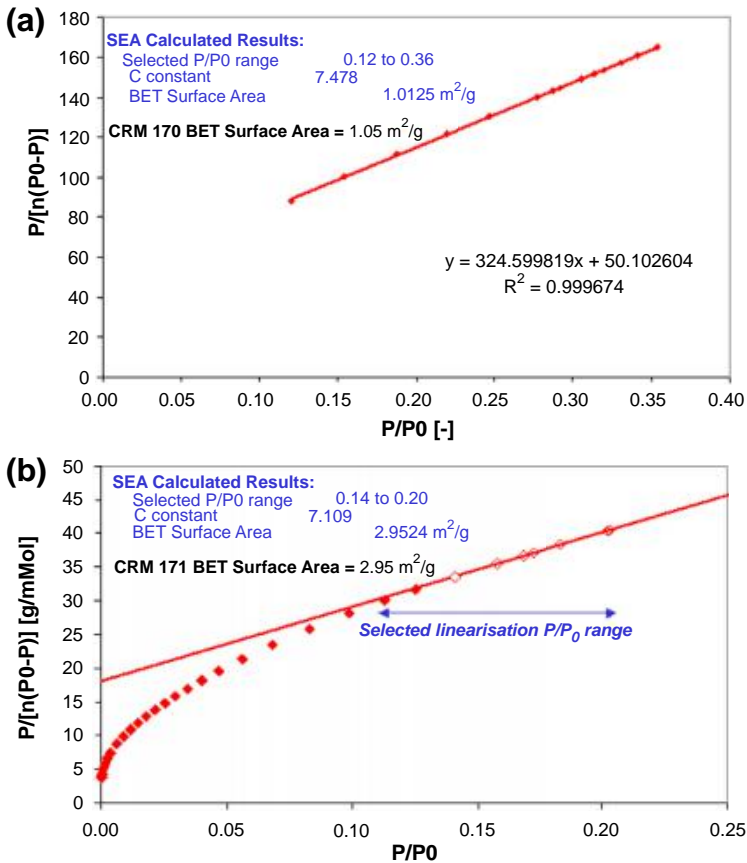 (a)
180
160
140
120
100
80
60
40
20
0
P/[n(P0-P)]
SEA Calculated Results:
Selected P/P0 range 0.12 to 0.36
C constant 7.478
BET Surface Area 1.0125 m²/g
CRM 170 BET Surface Area = 1.05 m²/g
y = 324.599819x + 50.102604
R² = 0.999674
0.00 0.05 0.10 0.15 0.20 0.25 0.30 0.35 0.40
P/P0 [-]
(b)
50
45
40
35
30
25
20
15
10
5
0
P/[n(P0-P)] [g/mMol]
SEA Calculated Results:
Selected P/P0 range 0.14 to 0.20
C constant 7.109
BET Surface Area 2.9524 m²/g
CRM 171 BET Surface Area = 2.95 m²/g
Selected linearisation P/P₀ range
0.00 0.05 0.10 0.15 0.20 0.25
P/P0